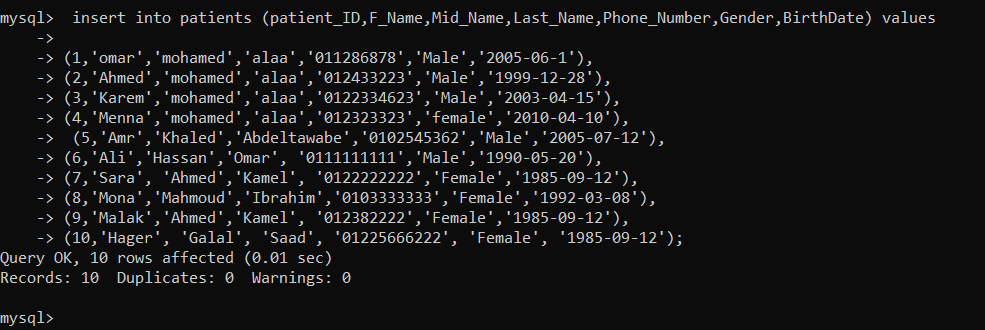 mysql>  insert into patients (patient_ID,F_Name,Mid_Name,Last_Name,Phone_Number,Gender,BirthDate) values
    ->
    -> (1,'omar','mohamed','alaa','011286878','Male','2005-06-1'),
    -> (2,'Ahmed','mohamed','alaa','012433223','Male','1999-12-28'),
    -> (3,'Karem','mohamed','alaa','0122334623','Male','2003-04-15'),
    -> (4,'Menna','mohamed','alaa','012323323','female','2010-04-10'),
    ->  (5,'Amr','Khaled','Abdeltawabe','0102545362','Male','2005-07-12'),
    -> (6,'Ali','Hassan','Omar', '0111111111','Male','1990-05-20'),
    -> (7,'Sara', 'Ahmed','Kamel', '0122222222','Female','1985-09-12'),
    -> (8,'Mona','Mahmoud','Ibrahim','0103333333','Female','1992-03-08'),
    -> (9,'Malak','Ahmed','Kamel', '012382222','Female','1985-09-12'),
    -> (10,'Hager', 'Galal', 'Saad', '01225666222', 'Female', '1985-09-12');
Query OK, 10 rows affected (0.01 sec)
Records: 10  Duplicates: 0  Warnings: 0

mysql>